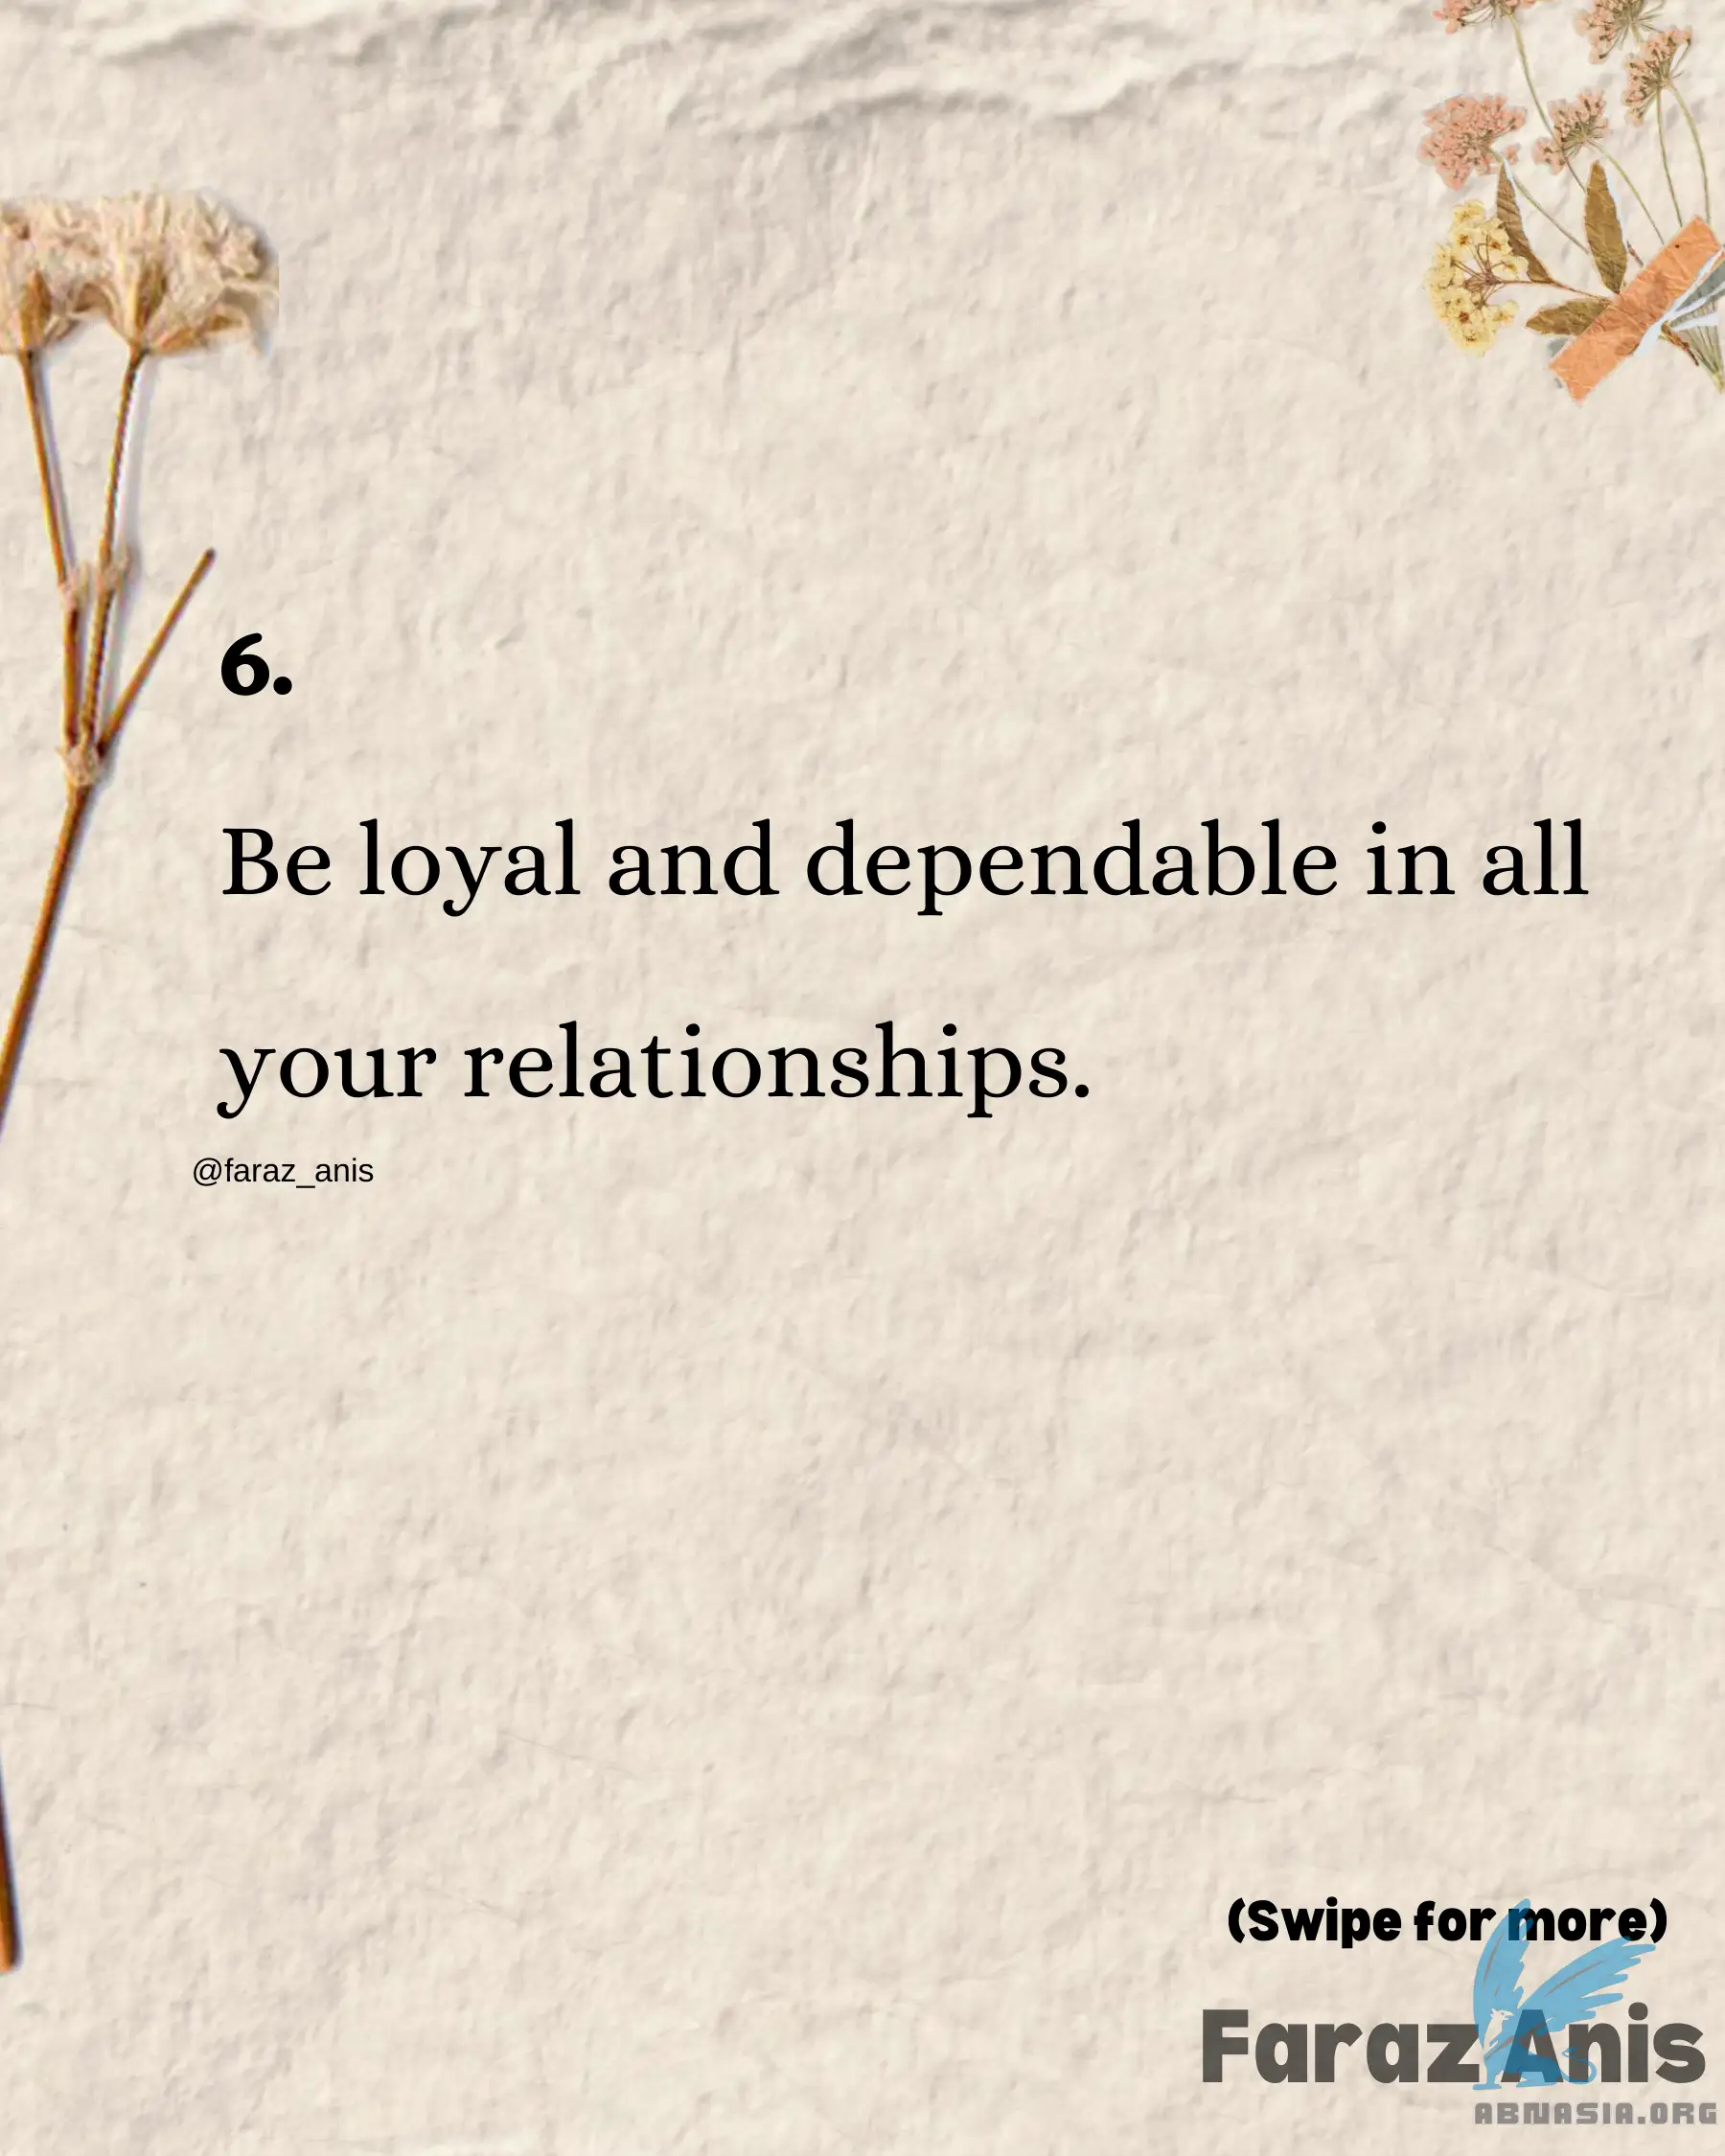 6.
Be loyal and dependable in all
your relationships.
@faraz_anis
(Swipe for more)
Faraz Anis
ABNASIA.ORG